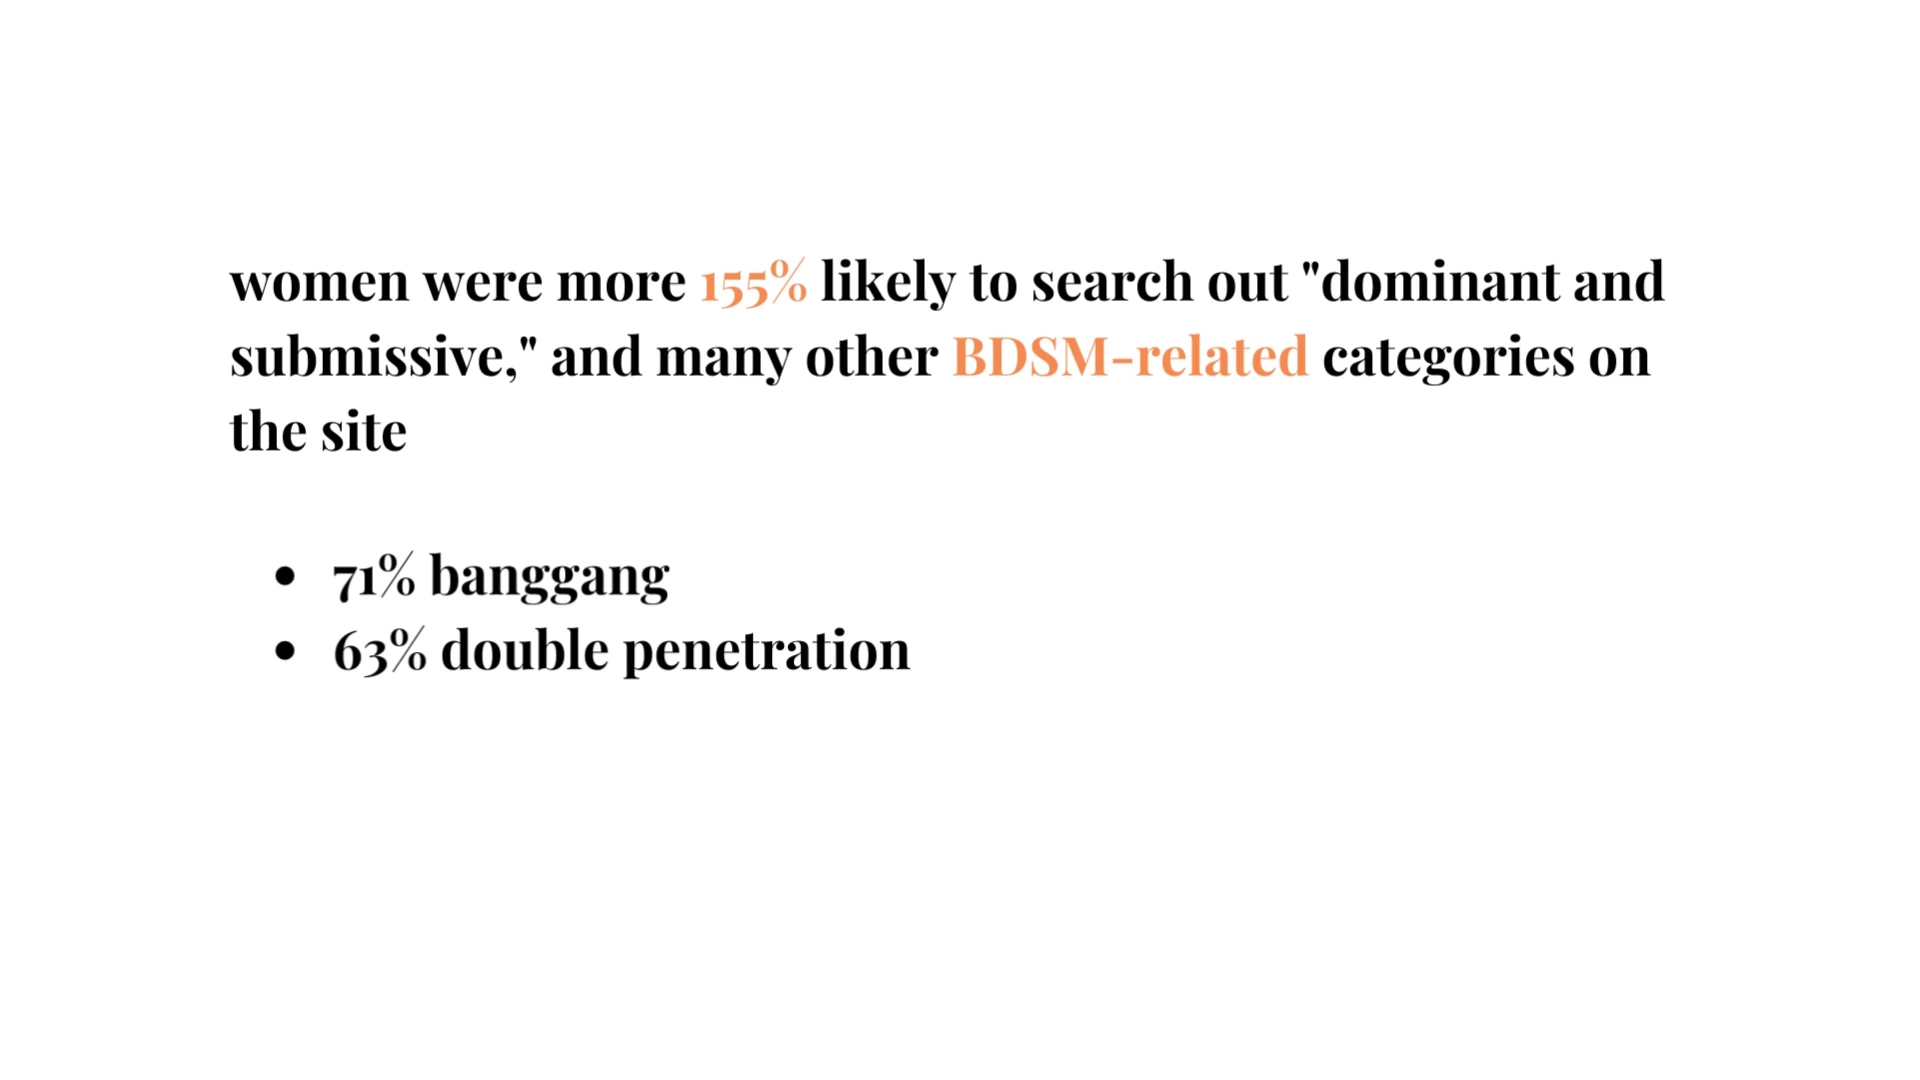 women were more 155% likely to search out "dominant and
submissive," and many other BDSM-related categories on
the site
• 71% banggang
• 63% double penetration